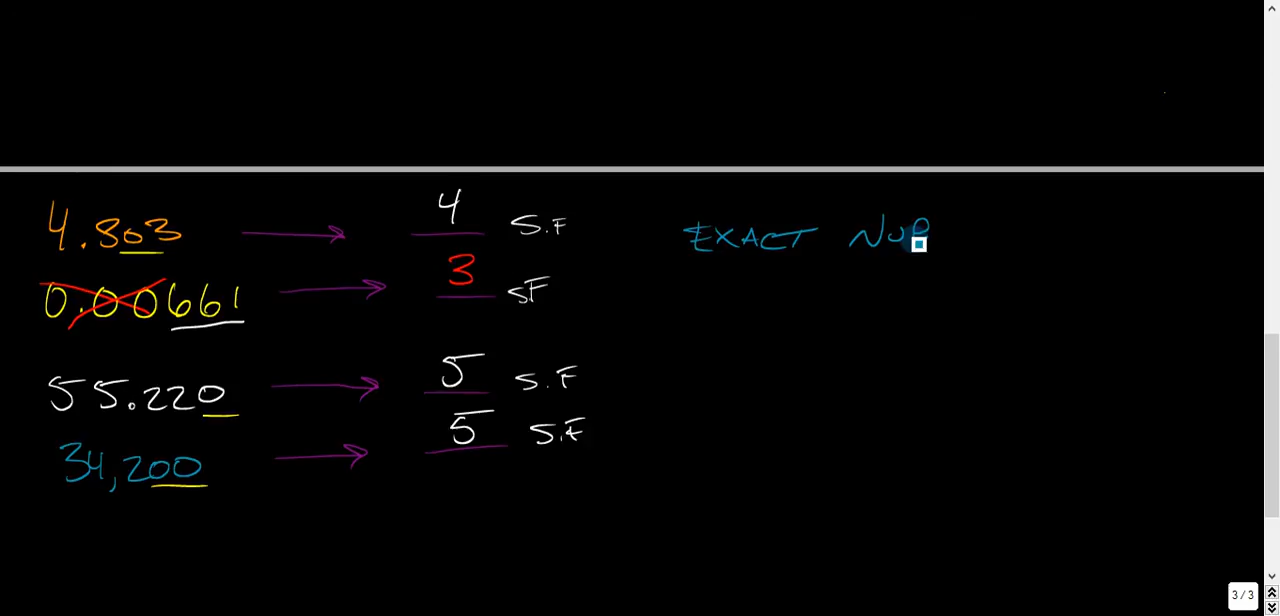 4.803 → 4 S.F
0.00661 → 3 SF
55.220 → 5 S.F
34,200 → 5 S.F
EXACT
3 / 3